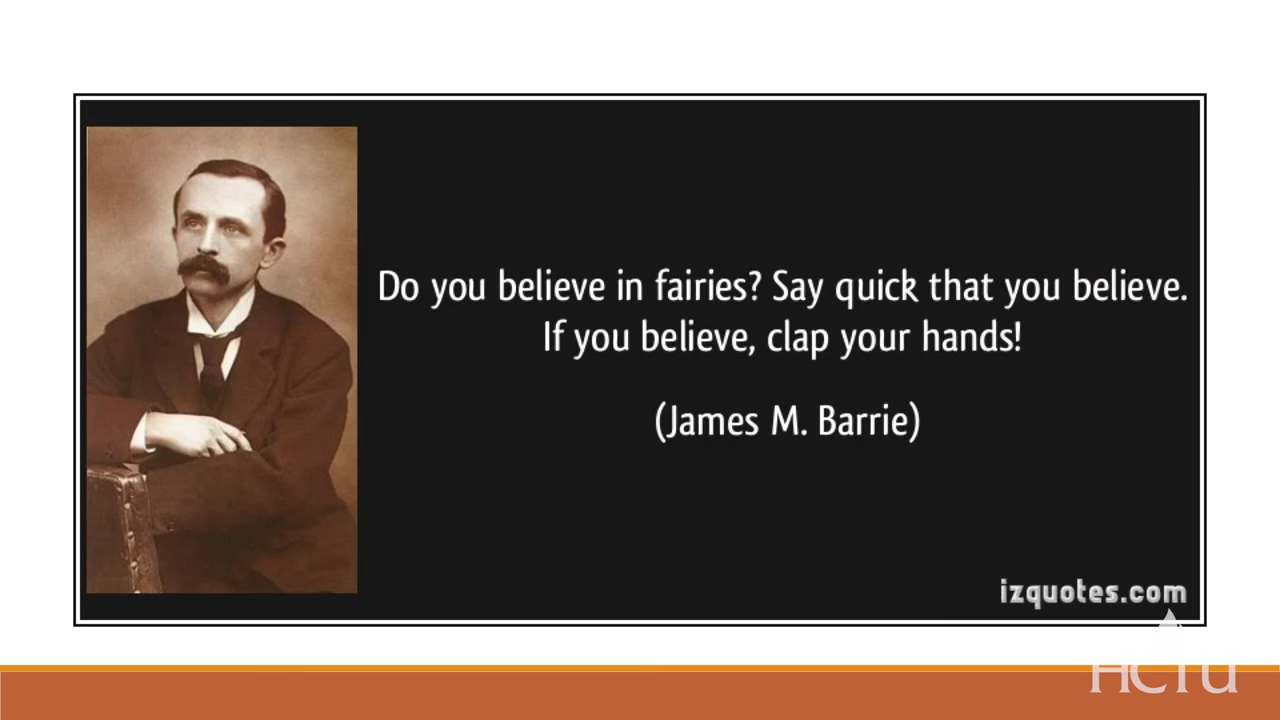 Do you believe in fairies? Say quick that you believe.
If you believe, clap your hands!
(James M. Barrie)
izquotes.com
ACTU